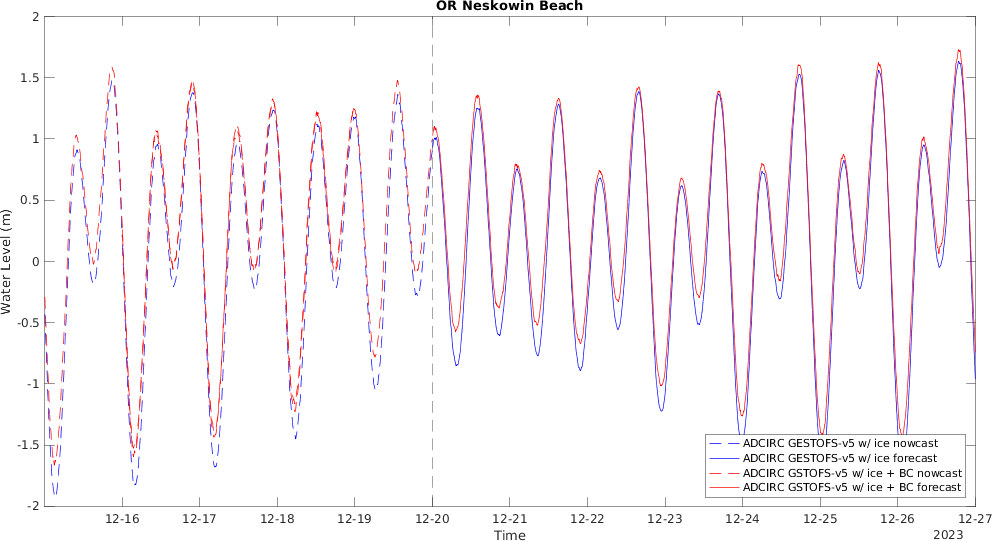 OR Neskowin Beach
2
1.5
1
0.5
0
-0.5
-1
-1.5
-2
Water Level (m)
12-16 12-17 12-18 12-19 12-20 12-21 12-22 12-23 12-24 12-25 12-26 12-27
Time
2023
ADCIRC GESTOFS-v5 w/ ice nowcast
ADCIRC GESTOFS-v5 w/ ice forecast
ADCIRC GSTOFS-v5 w/ ice + BC nowcast
ADCIRC GSTOFS-v5 w/ ice + BC forecast